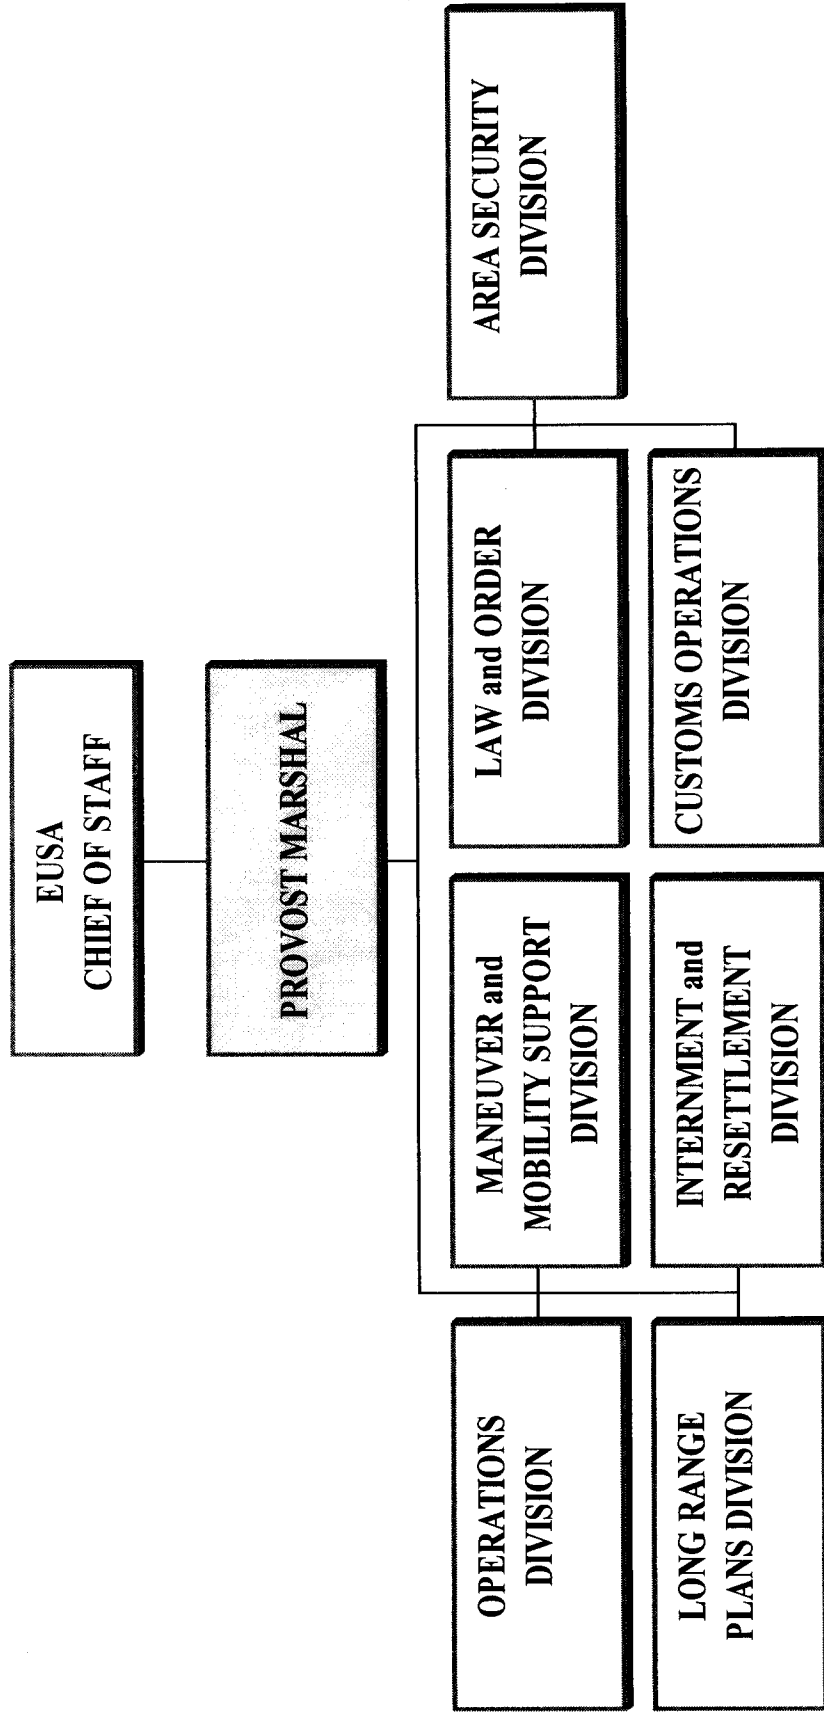 EUSA
CHIEF OF STAFF
PROVOST MARSHAL
OPERATIONS
DIVISION
MANEUVER and
MOBILITY SUPPORT
DIVISION
LAW and ORDER
DIVISION
AREA SECURITY
DIVISION
LONG RANGE
PLANS DIVISION
INTERNMENT and
RESETTLEMENT
DIVISION
CUSTOMS OPERATIONS
DIVISION